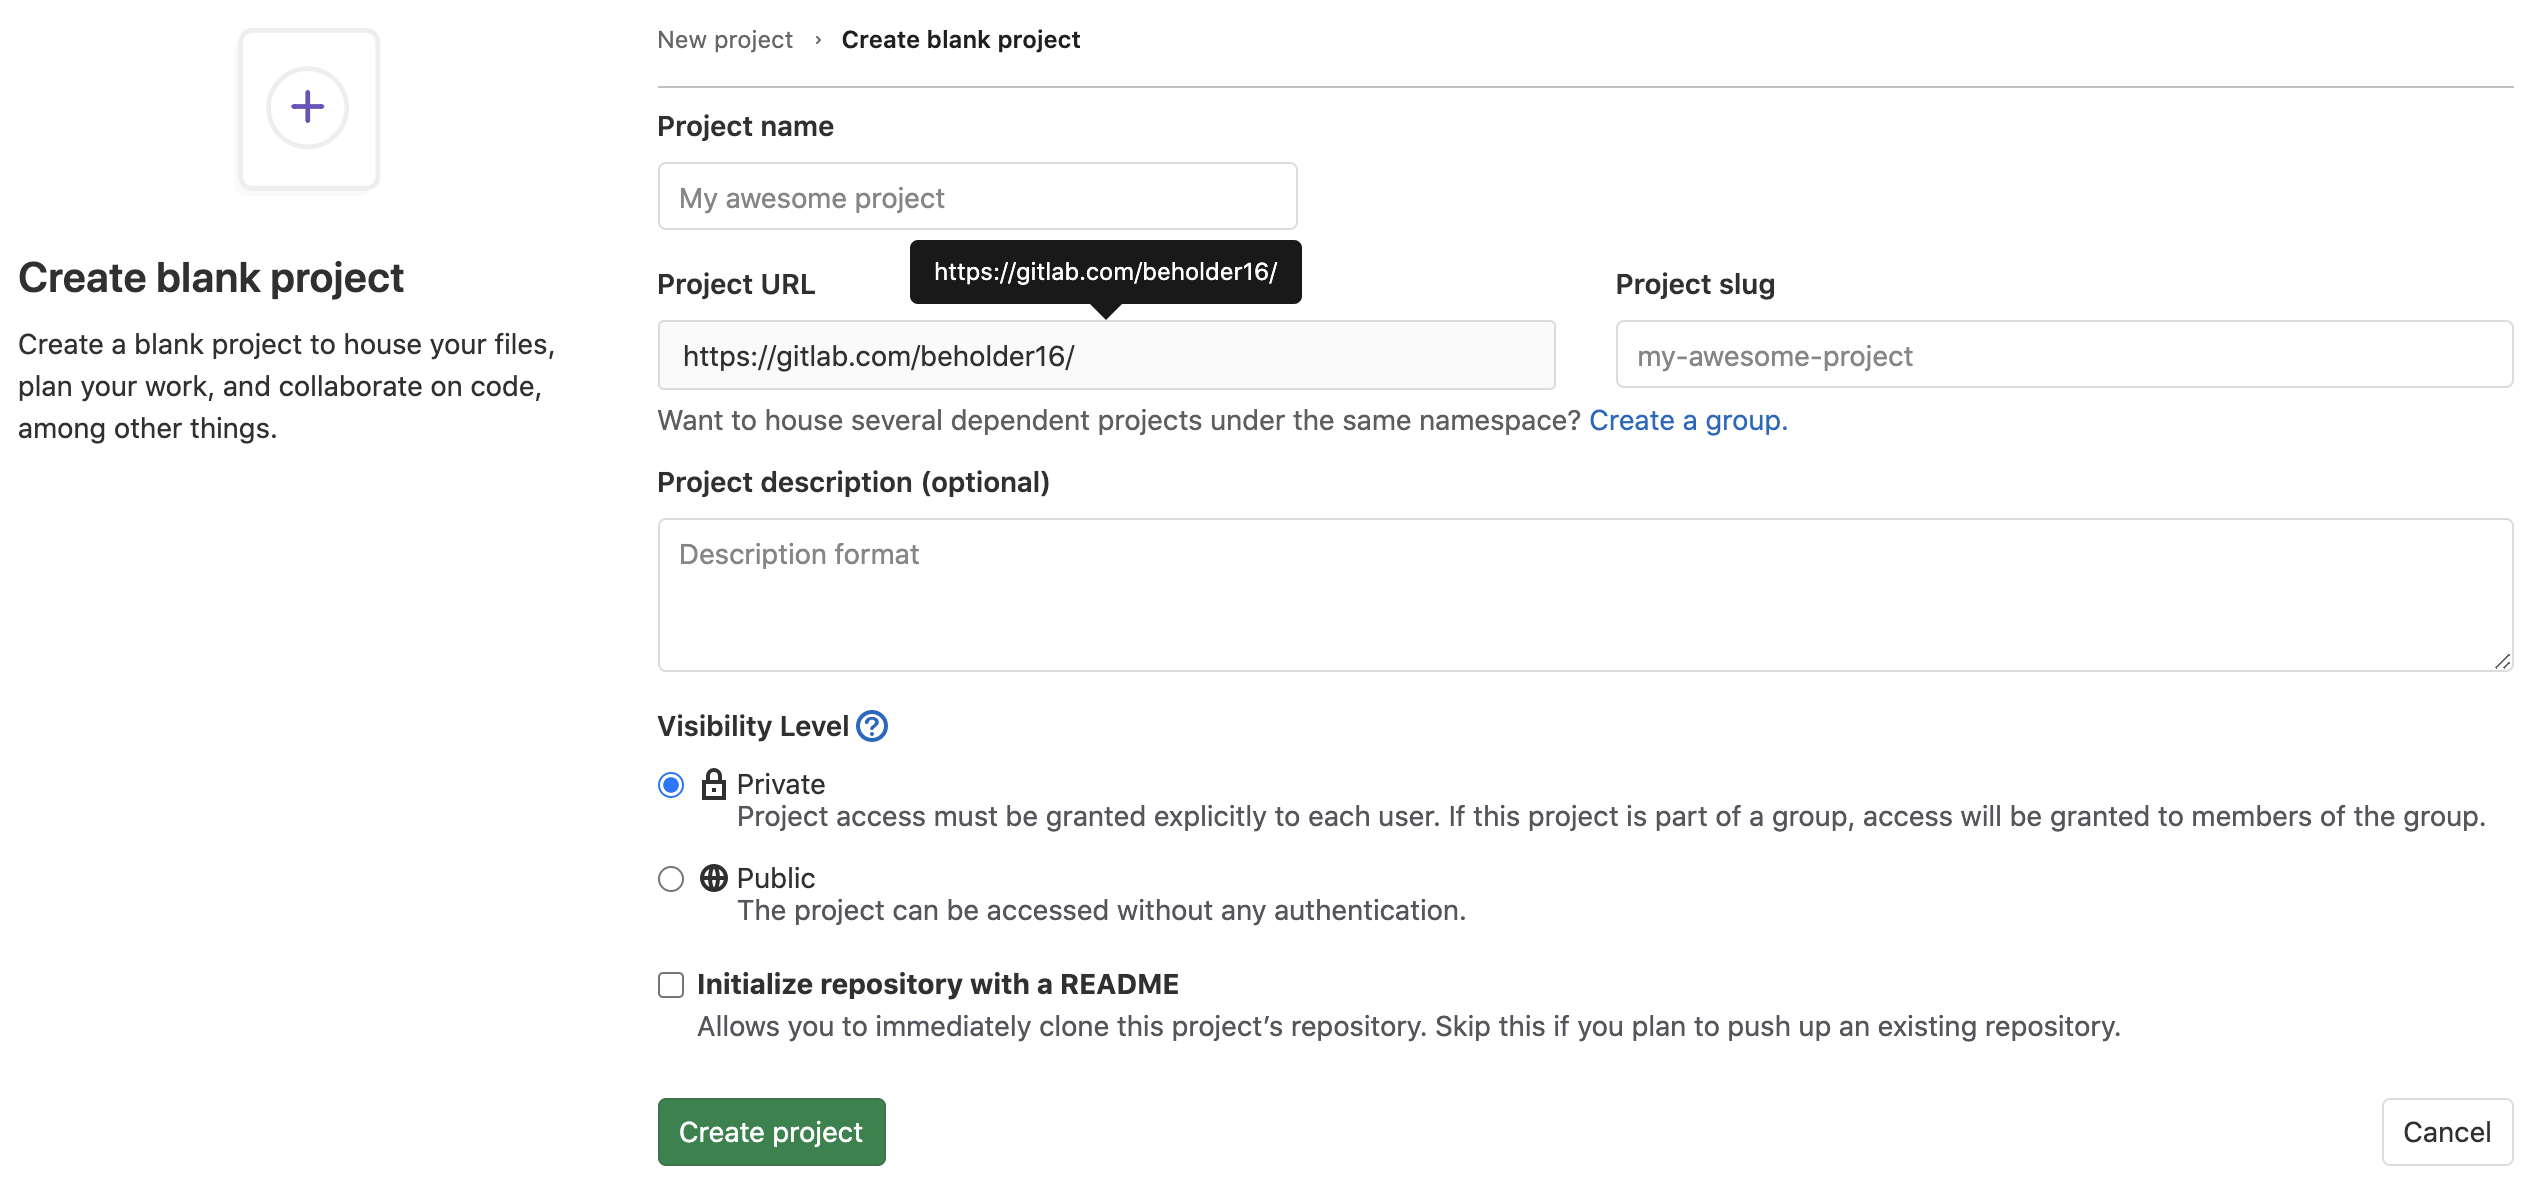 New project › Create blank project
Create blank project
Create a blank project to house your files,
plan your work, and collaborate on code,
among other things.
Project name
My awesome project
https://gitlab.com/beholder16/
Project URL
https://gitlab.com/beholder16/
Project slug
my-awesome-project
Want to house several dependent projects under the same namespace? Create a group.
Project description (optional)
Description format
Visibility Level
Private
Project access must be granted explicitly to each user. If this project is part of a group, access will be granted to members of the group.
Public
The project can be accessed without any authentication.
Initialize repository with a README
Allows you to immediately clone this project’s repository. Skip this if you plan to push up an existing repository.
Create project
Cancel